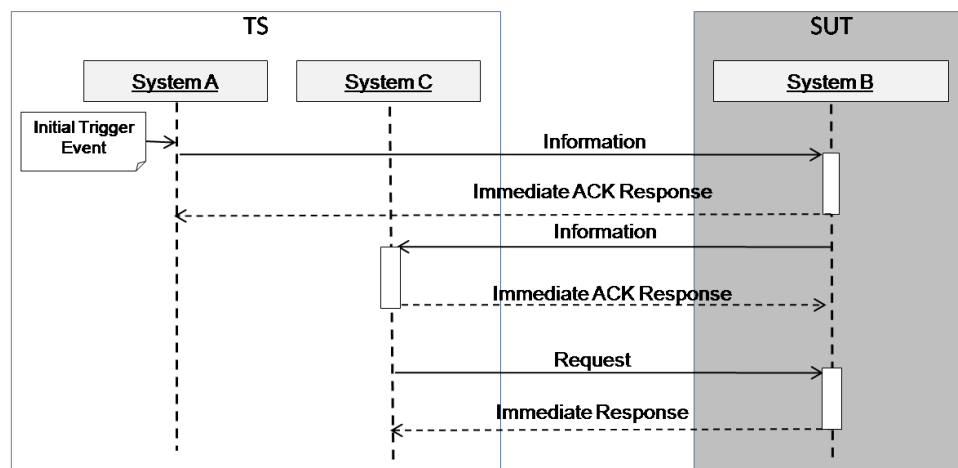 TS
SUT
System A
System C
System B
Initial Trigger
Event
Information
Immediate ACK Response
Information
Immediate ACK Response
Request
Immediate Response